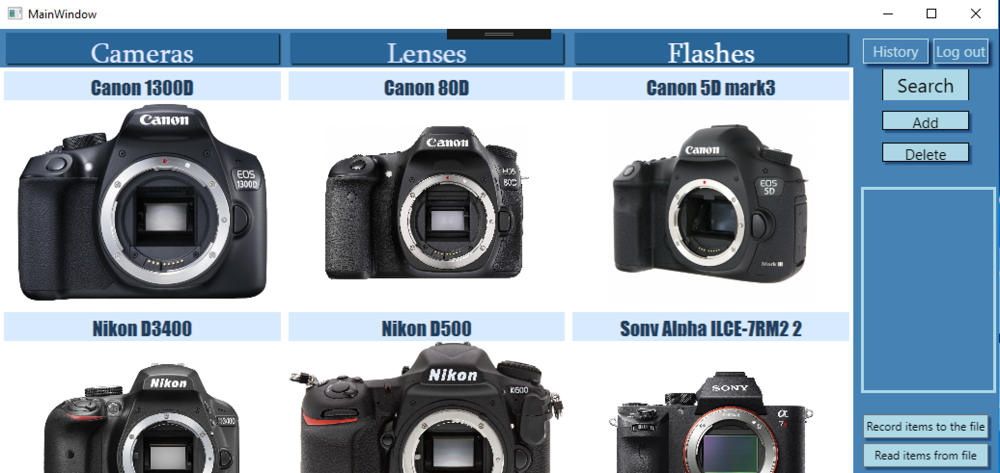 MainWindow
Cameras
Lenses
Flashes
History
Log out
Search
Add
Delete
Canon 1300D
Canon 80D
Canon 5D mark3
Canon
EOS
1300D
Canon
EOS
80D
Canon
EOS
5D
Mark III
Nikon D3400
Nikon D500
Sony Alpha ILCE-7RM2 2
Nikon
D3400
Nikon
D500
SONY
α
7R
Record items to the file
Read items from file